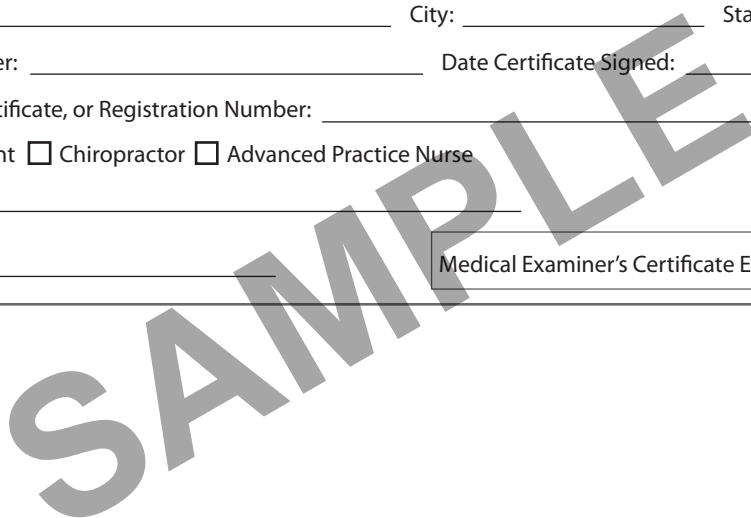 City: Sta
er: Date Certificate Signed:
tificate, or Registration Number:
nt Chiropractor Advanced Practice Nurse
Medical Examiner's Certificate E
SAMPLE